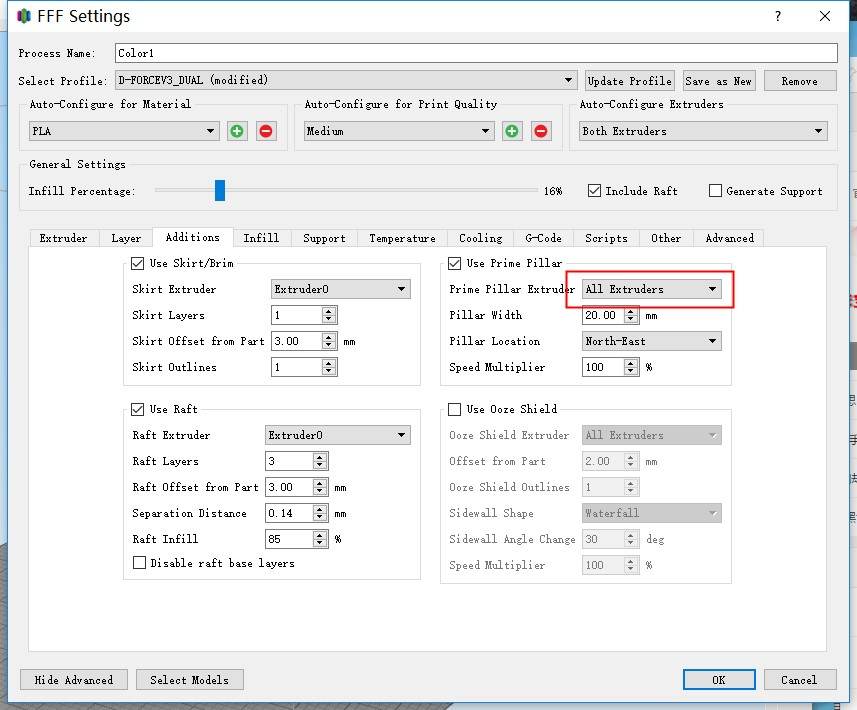 FFF Settings
Process Name: Color1
Select Profile: D-FORCEV3_DUAL (modified) Update Profile Save as New Remove
Auto-Configure for Material Auto-Configure for Print Quality Auto-Configure Extruders
PLA Medium Both Extruders
General Settings
Infill Percentage: 16% Include Raft Generate Support
Extruder Layer Additions Infill Support Temperature Cooling G-Code Scripts Other Advanced
Use Skirt/Brim
Skirt Extruder Extruder0
Skirt Layers 1
Skirt Offset from Part 3.00 mm
Skirt Outlines 1
Use Prime Pillar
Prime Pillar Extruder All Extruders
Pillar Width 20.00 mm
Pillar Location North-East
Speed Multiplier 100 %
Use Raft
Raft Extruder Extruder0
Raft Layers 3
Raft Offset from Part 3.00 mm
Separation Distance 0.14 mm
Raft Infill 85 %
Disable raft base layers
Use Ooze Shield
Ooze Shield Extruder All Extruders
Offset from Part 2.00 mm
Ooze Shield Outlines 1
Sidewall Shape Waterfall
Sidewall Angle Change 30 deg
Speed Multiplier 100 %
Hide Advanced Select Models OK Cancel